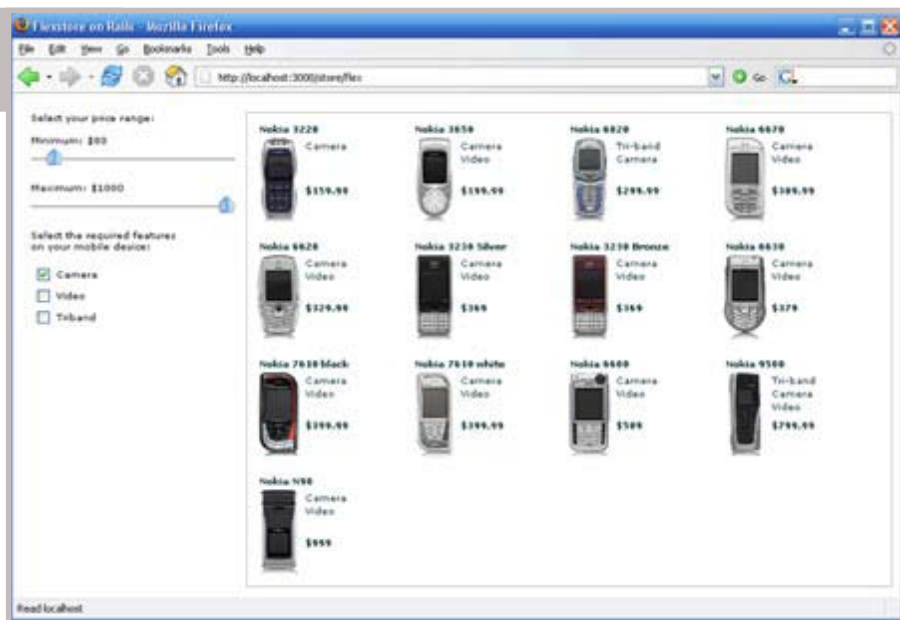 Flexstore on Rails - Mozilla Firefox
File Edit View Go Bookmarks Tools Help
http://localhost:3000/store/flex
Go
Select your price range:
Minimum: $80
Maximum: $1000
Select the required features
on your mobile device:
Camera
Video
Triband
Nokia 3220
Camera
$159.99
Nokia 3650
Camera
Video
$199.99
Nokia 6820
Tri-band
Camera
$299.99
Nokia 6670
Camera
Video
Nokia 6620
Camera
Video
$329.99
Nokia 3230 Silver
Camera
Video
$369
Nokia 3230 Bronze
Camera
Video
$369
Nokia 6630
Camera
Video
$379
Nokia 7610 black
Camera
Video
$399.99
Nokia 7610 white
Camera
Video
$399.99
Nokia 6600
Camera
Video
Nokia 9500
Tri-band
Camera
Video
$799.99
Nokia N90
Camera
Video
$999
Read localhost